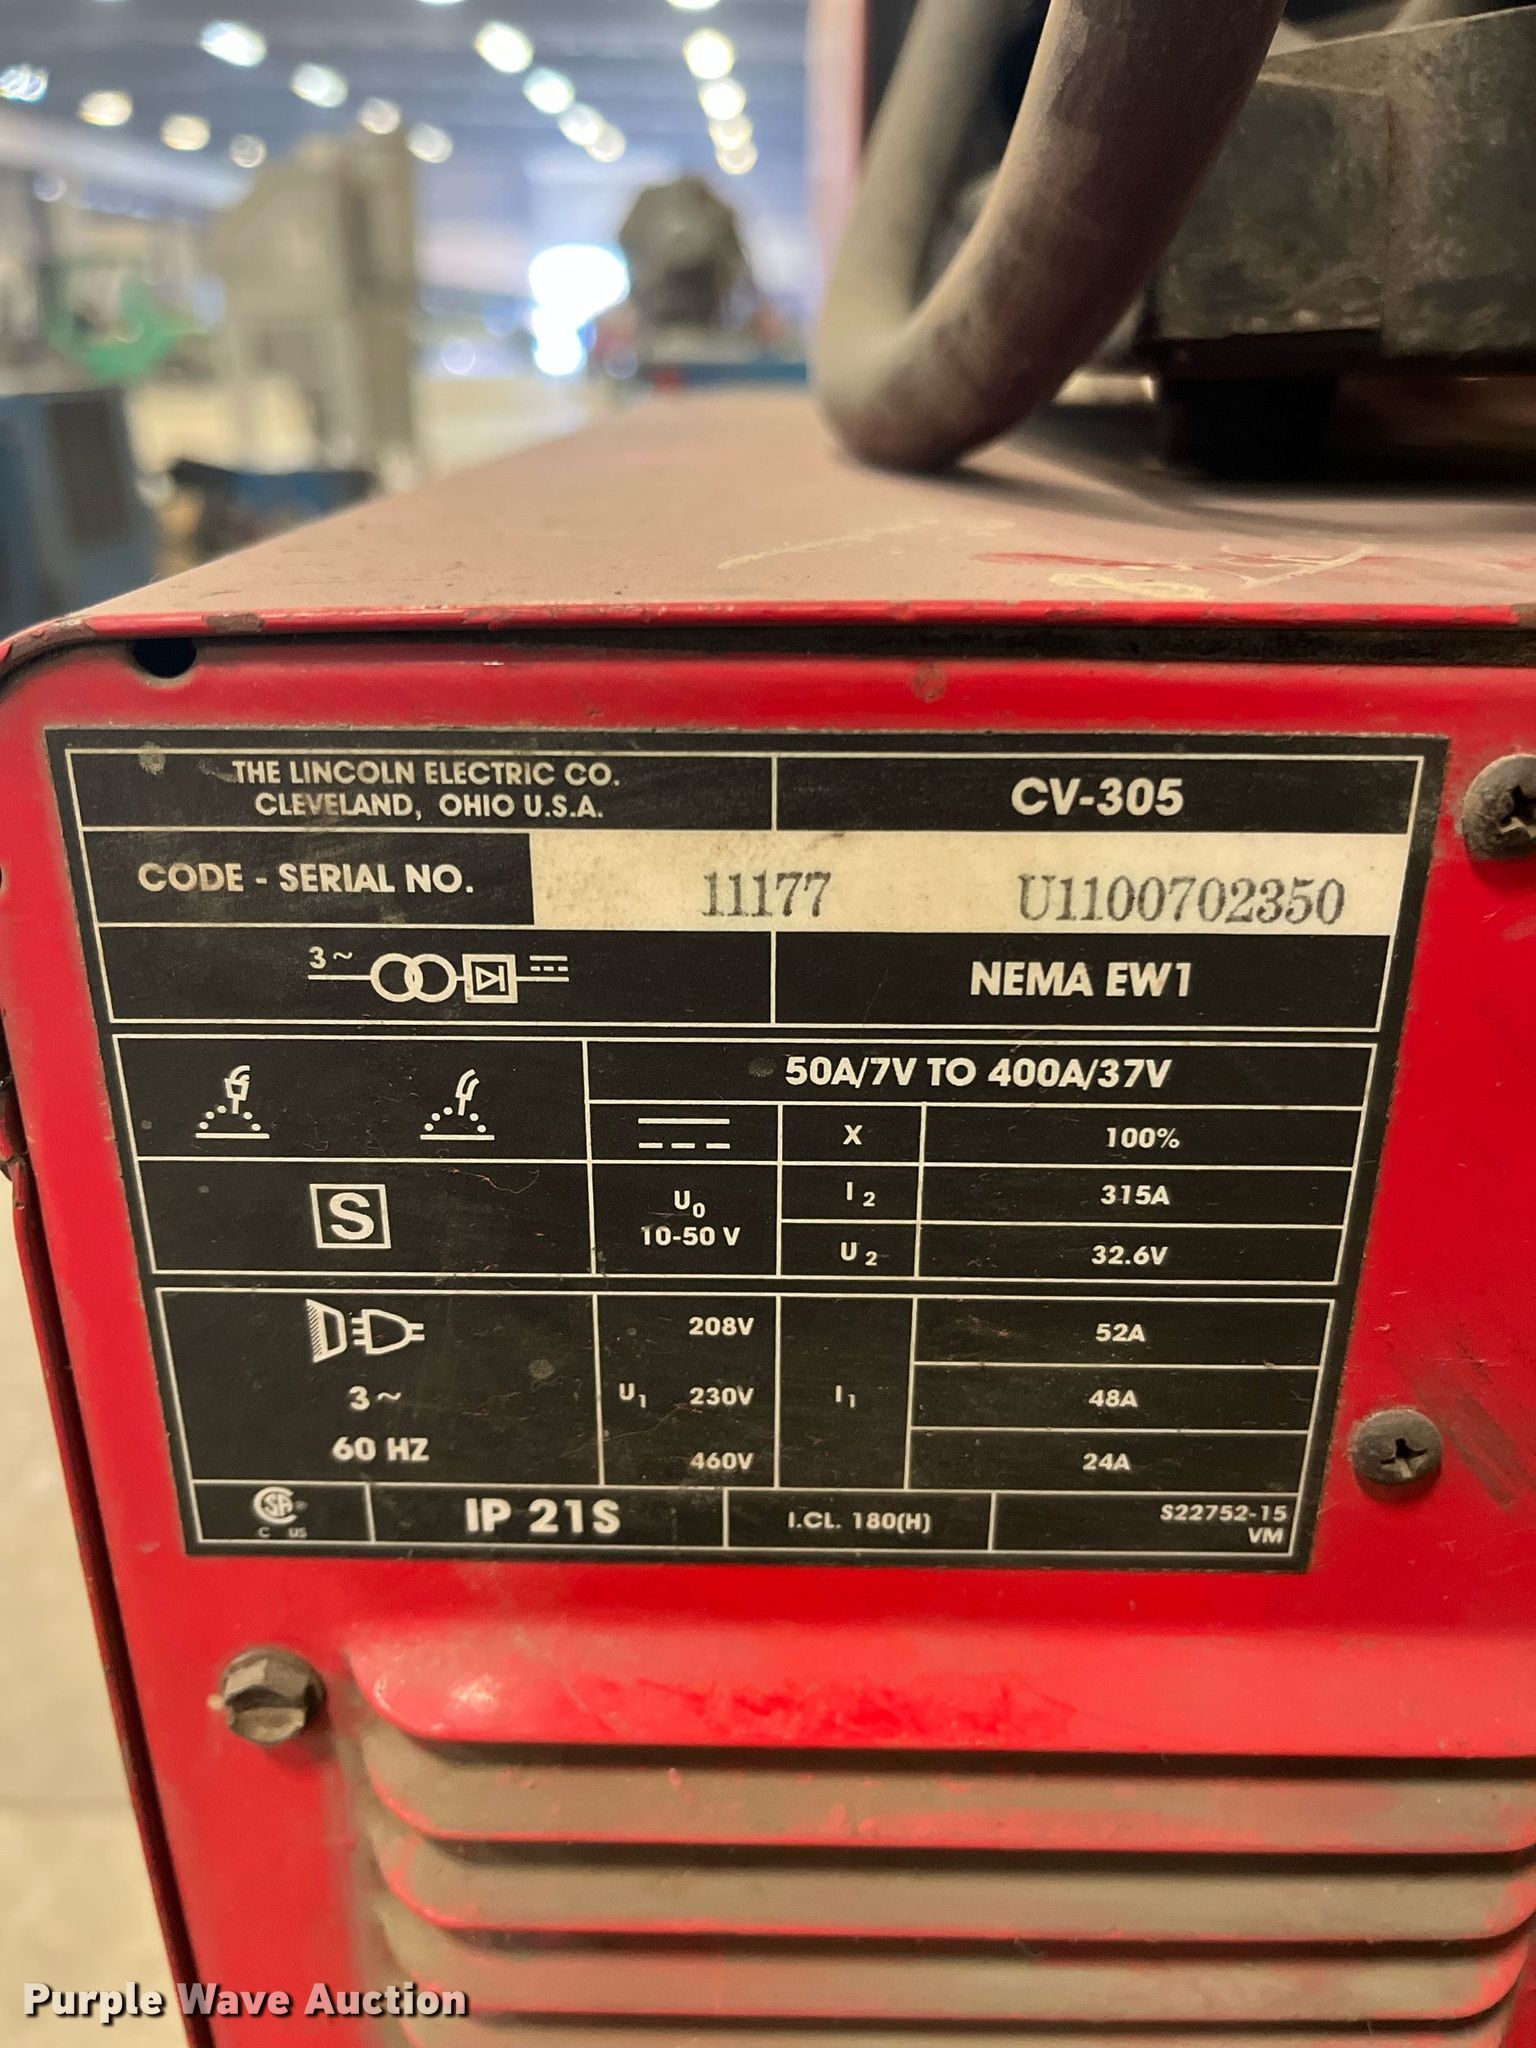 THE LINCOLN ELECTRIC CO.
CLEVELAND, OHIO U.S.A.
CV-305
CODE - SERIAL NO.
11177 U1100702350
3~
NEMA EW1
50A/7V TO 400A/37V
X 100%
S
U0
10-50 V
I2 315A
U2 32.6V
3~
60 HZ
U1
208V
230V
460V
I1
52A
48A
24A
CSA
C US
IP 21S
I.CL. 180(H)
S22752-15
VM
Purple Wave Auction